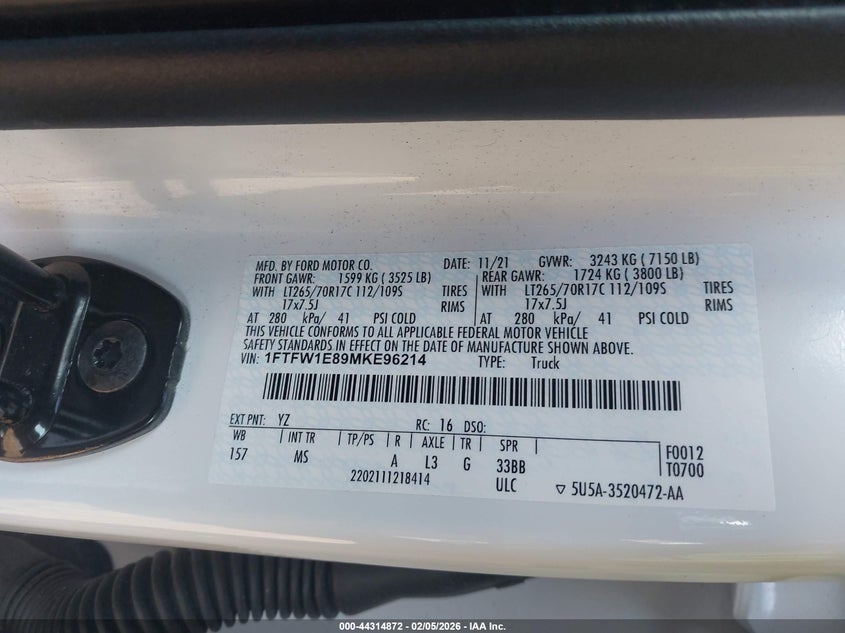 MFD. BY FORD MOTOR CO. DATE: 11/21 GVWR: 3243 KG ( 7150 LB)
FRONT GAWR: 1599 KG ( 3525 LB) REAR GAWR: 1724 KG ( 3800 LB)
WITH LT265/70R17C 112/109S TIRES WITH LT265/70R17C 112/109S TIRES
17x7.5J RIMS 17x7.5J RIMS
AT 280 kPa/ 41 PSI COLD AT 280 kPa/ 41 PSI COLD
THIS VEHICLE CONFORMS TO ALL APPLICABLE FEDERAL MOTOR VEHICLE
SAFETY STANDARDS IN EFFECT ON THE DATE OF MANUFACTURE SHOWN ABOVE.
VIN: 1FTFW1E89MKE96214 TYPE: Truck
EXT PNT: YZ RC: 16 DSO:
WB INT TR TP/PS R AXLE TR SPR
157 MS A L3 G 33BB
F0012
T0700
2202111218414 ULC ▽ 5U5A-3520472-AA
000-44314872 - 02/05/2026 - IAA Inc.